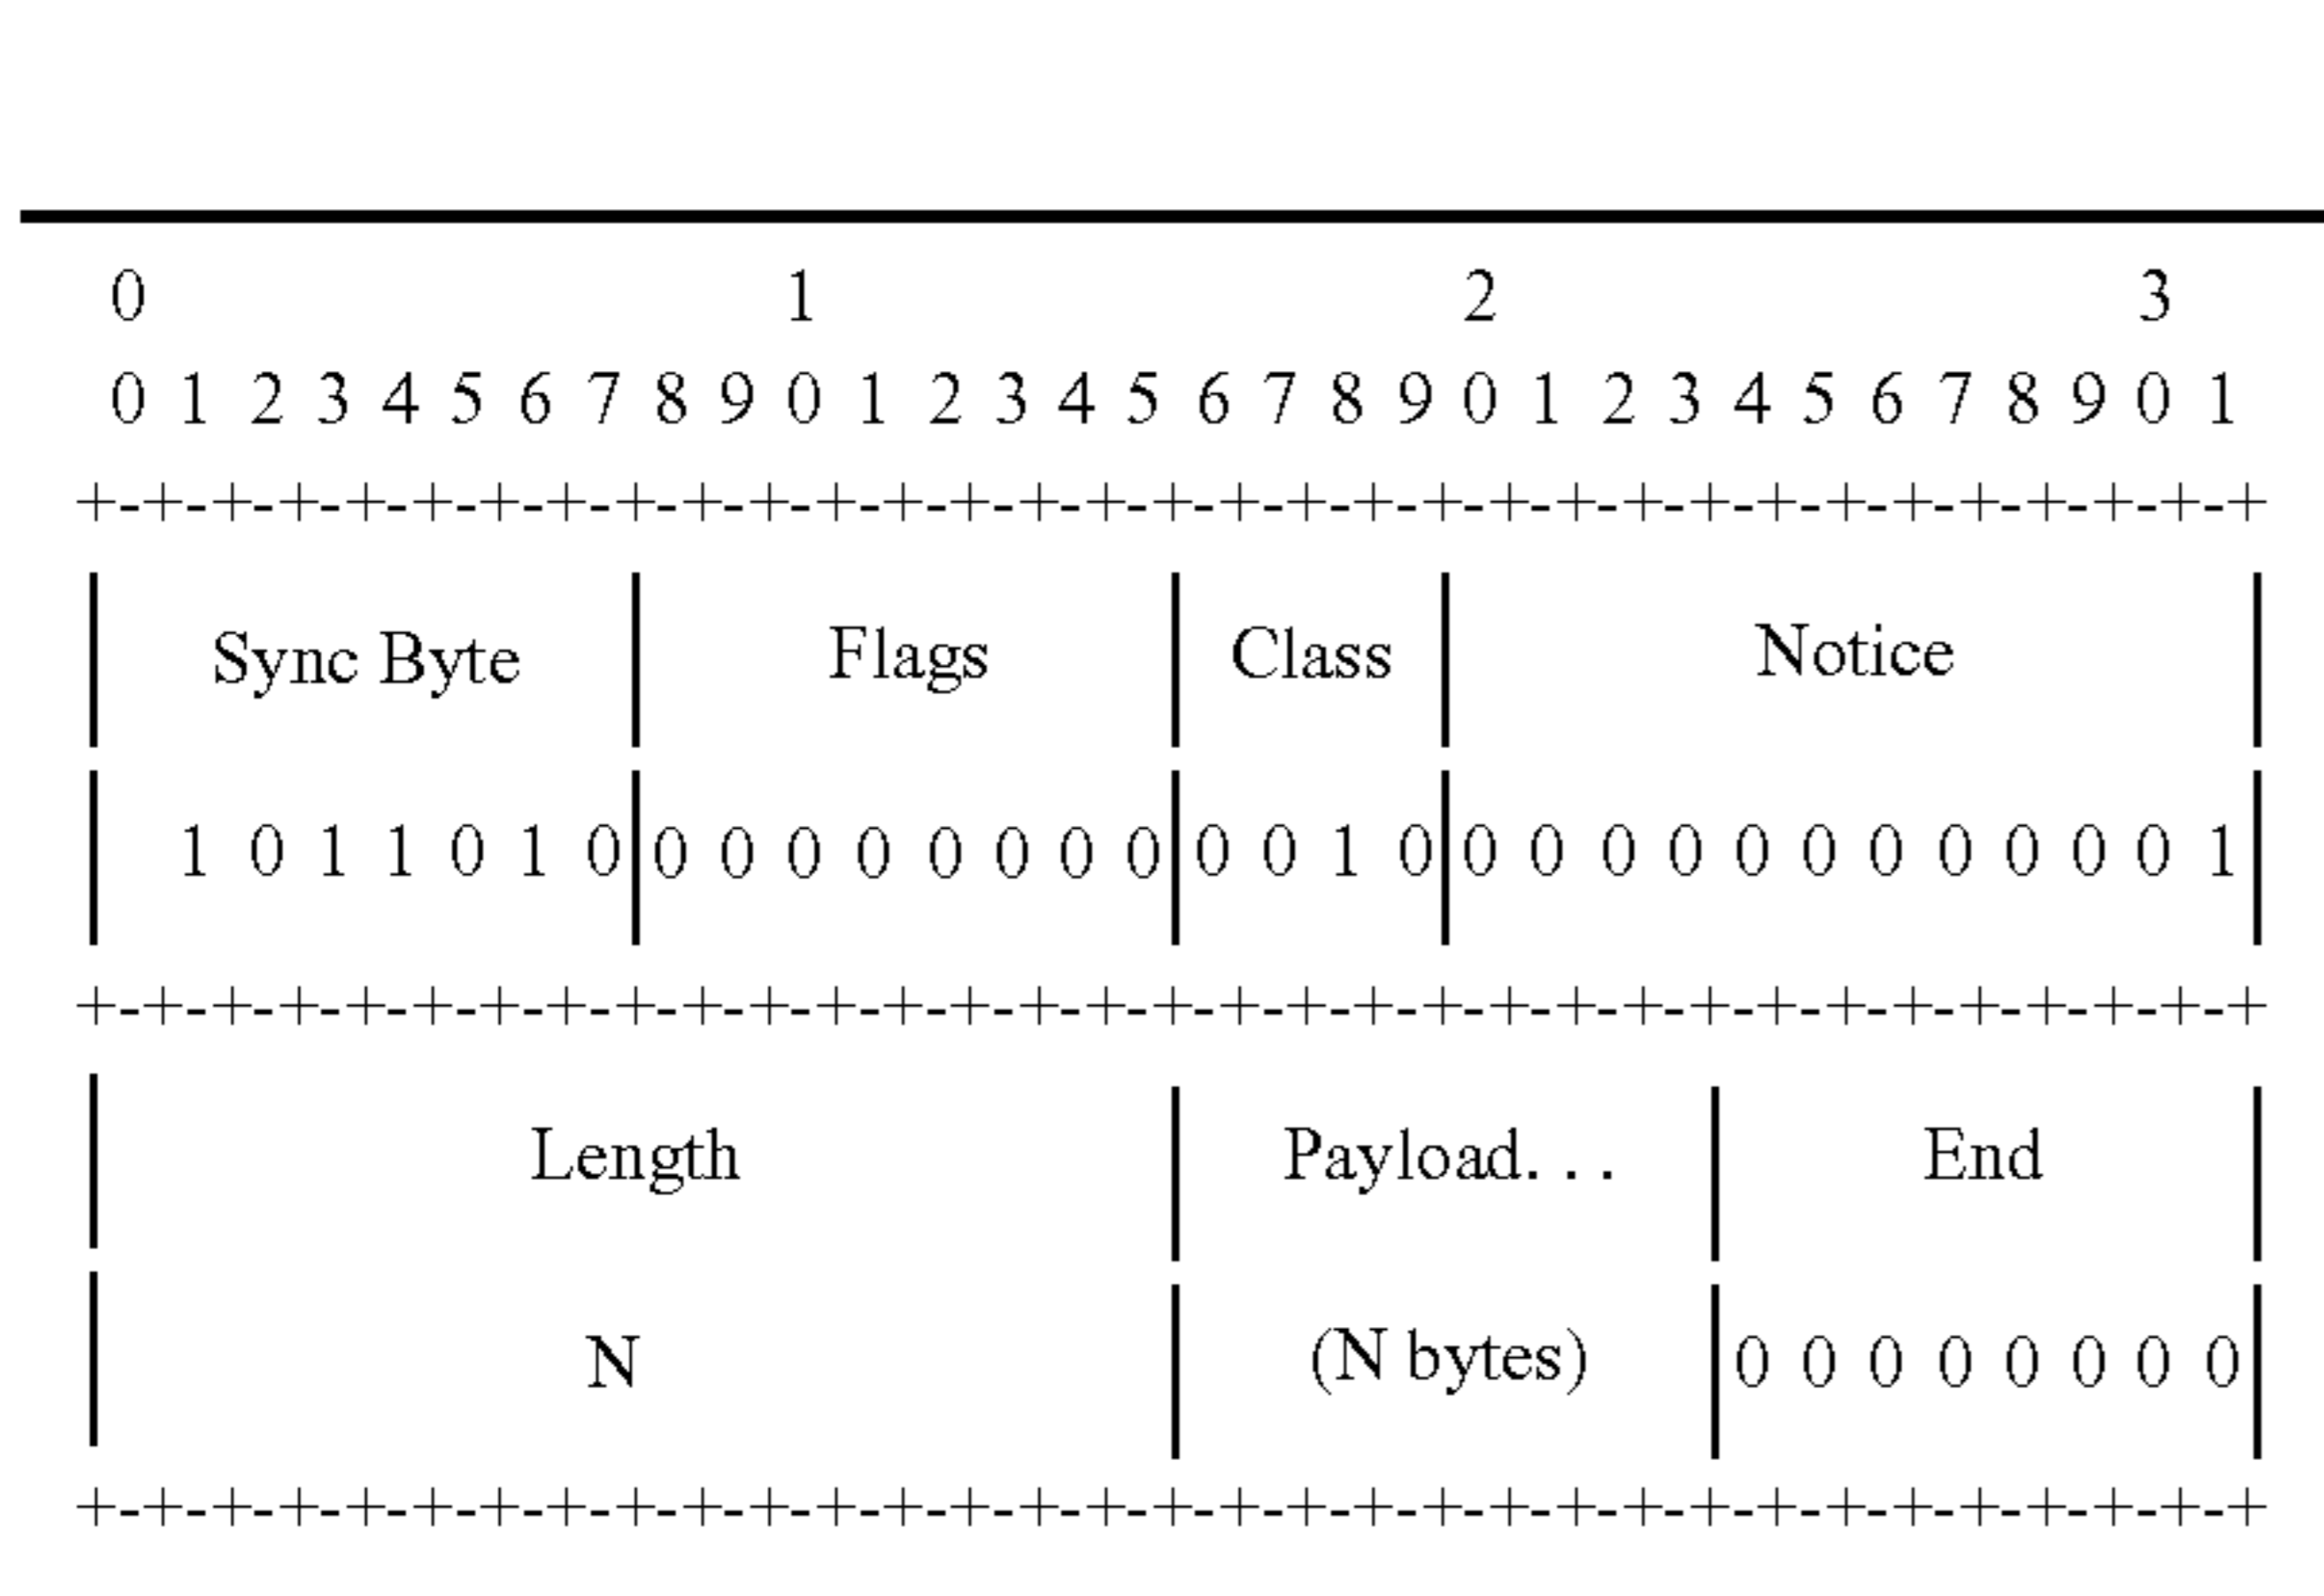 0 1 2 3
0 1 2 3 4 5 6 7 8 9 0 1 2 3 4 5 6 7 8 9 0 1 2 3 4 5 6 7 8 9 0 1
+-+-+-+-+-+-+-+-+-+-+-+-+-+-+-+-+-+-+-+-+-+-+-+-+-+-+-+-+-+-+-+-+
| Sync Byte | Flags | Class | Notice |
| 1 0 1 1 0 1 0 | 0 0 0 0 0 0 0 0 | 0 0 1 0 | 0 0 0 0 0 0 0 0 0 0 0 1 |
+-+-+-+-+-+-+-+-+-+-+-+-+-+-+-+-+-+-+-+-+-+-+-+-+-+-+-+-+-+-+-+-+
| Length | Payload. . . | End |
| N | (N bytes) | 0 0 0 0 0 0 0 0 |
+-+-+-+-+-+-+-+-+-+-+-+-+-+-+-+-+-+-+-+-+-+-+-+-+-+-+-+-+-+-+-+-+